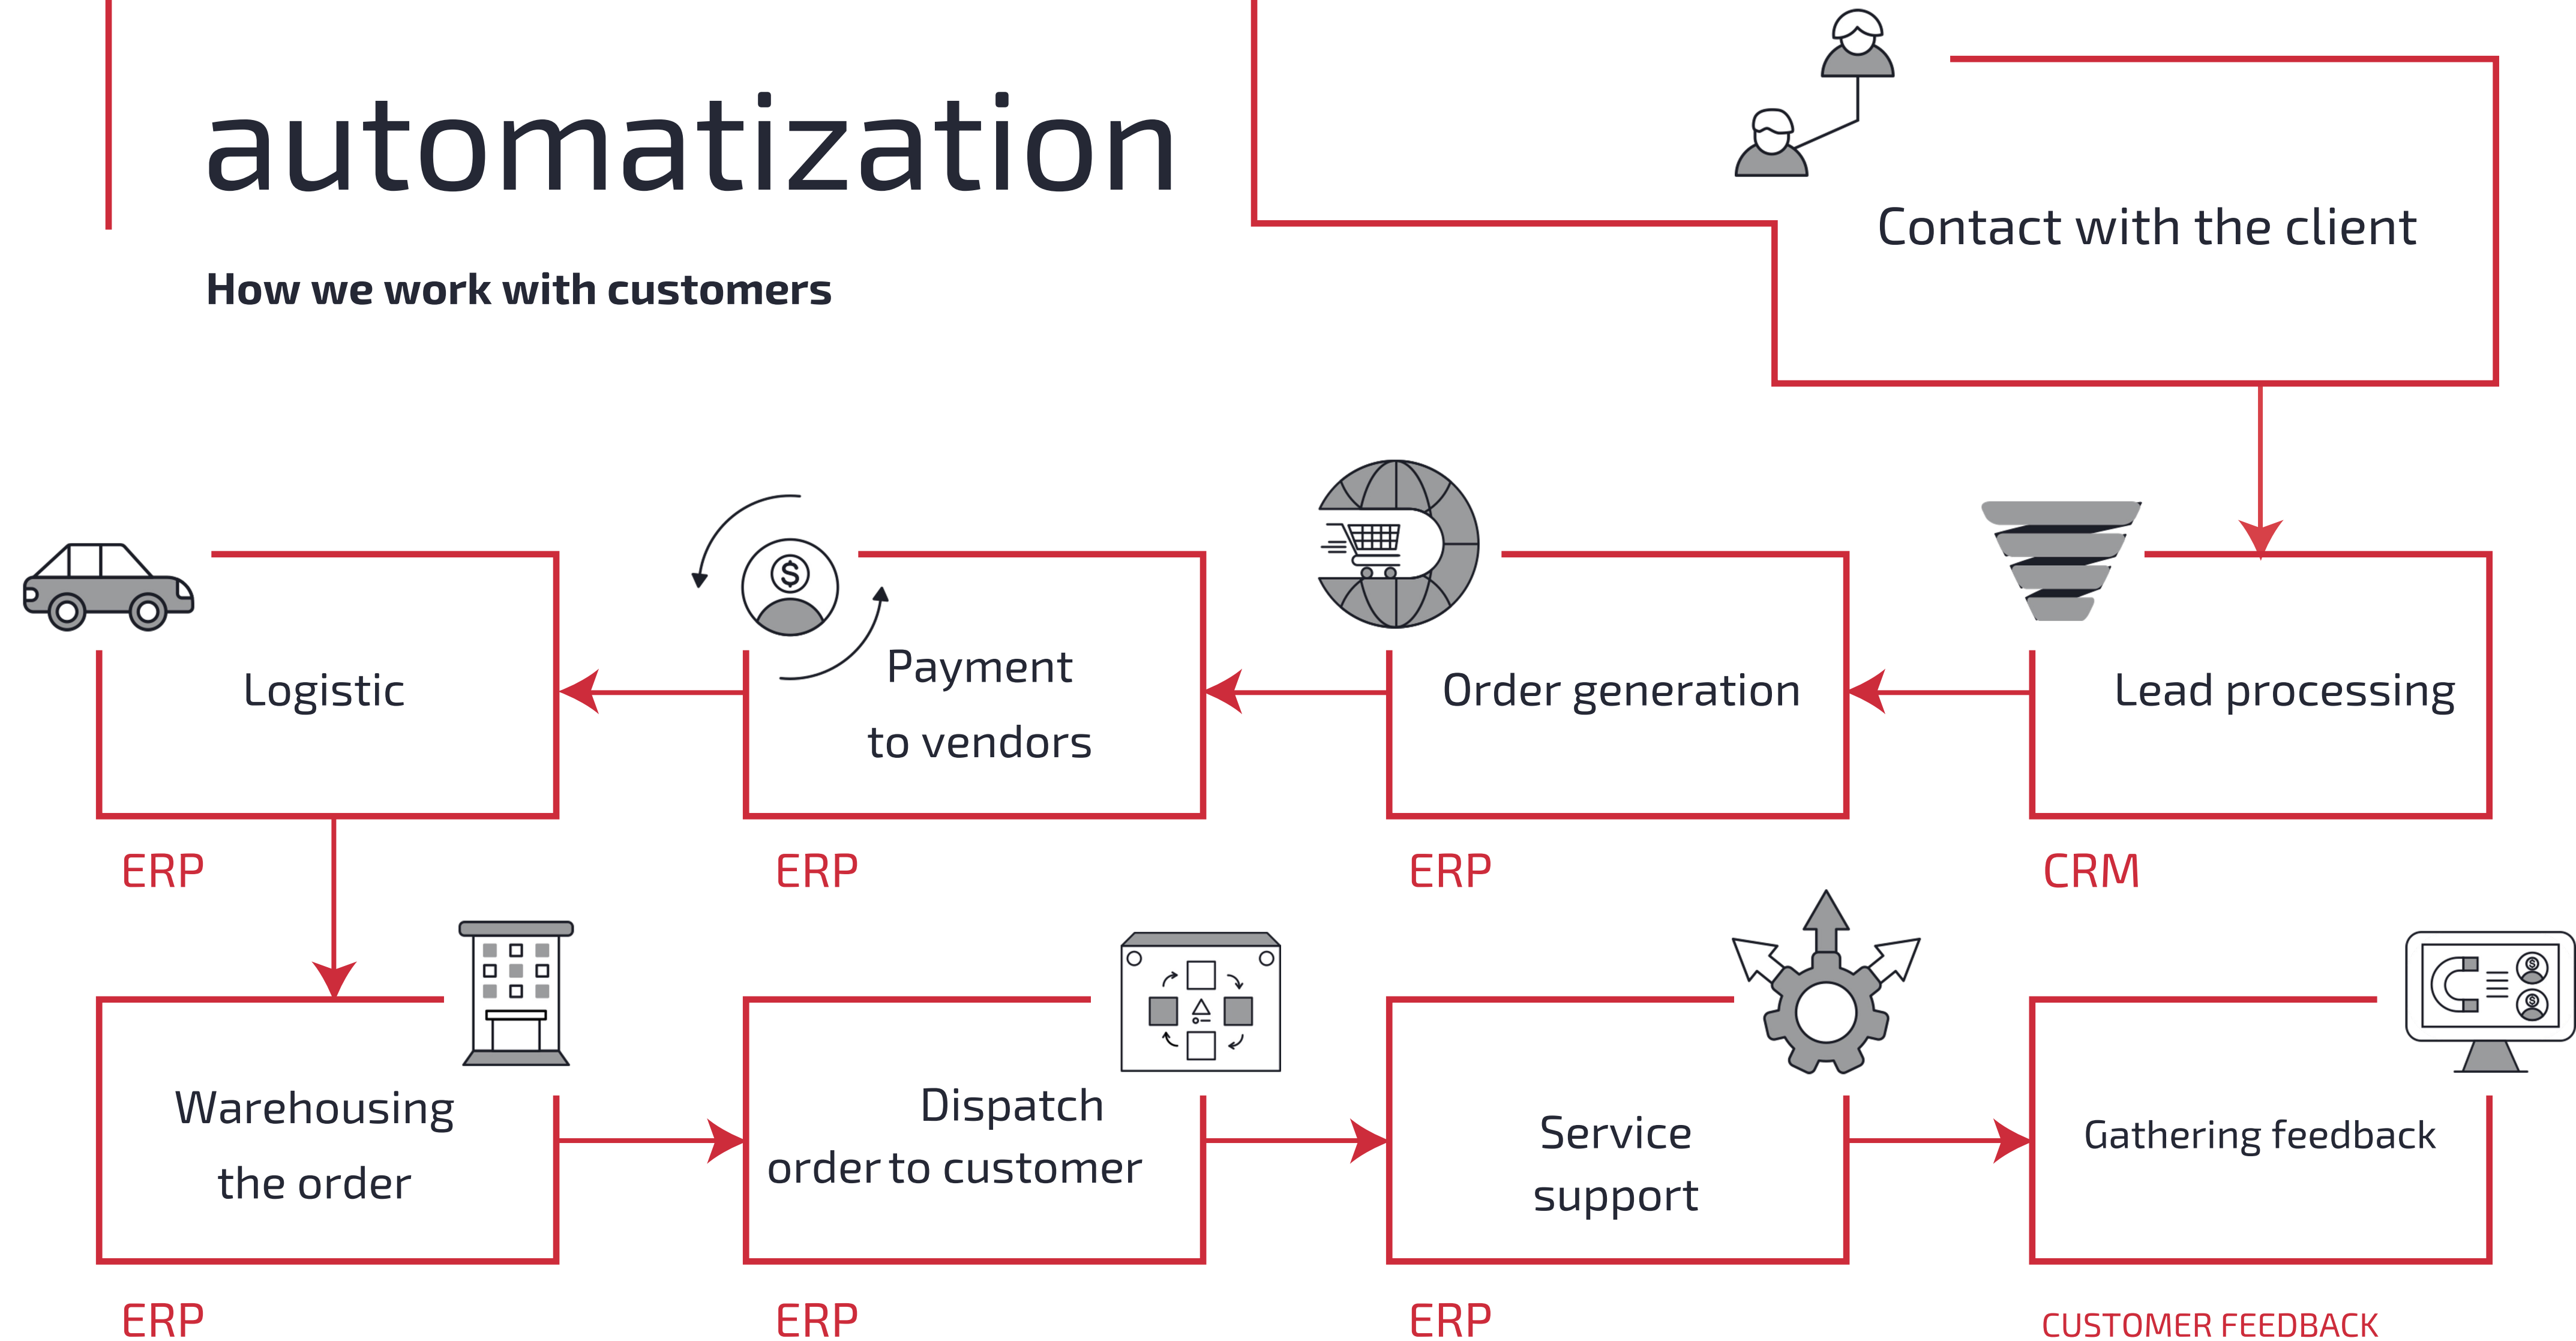 automatization
How we work with customers
Contact with the client
Lead processing
CRM
Order generation
ERP
Payment
to vendors
ERP
Logistic
ERP
Warehousing
the order
ERP
Dispatch
order to customer
ERP
Service
support
ERP
Gathering feedback
CUSTOMER FEEDBACK